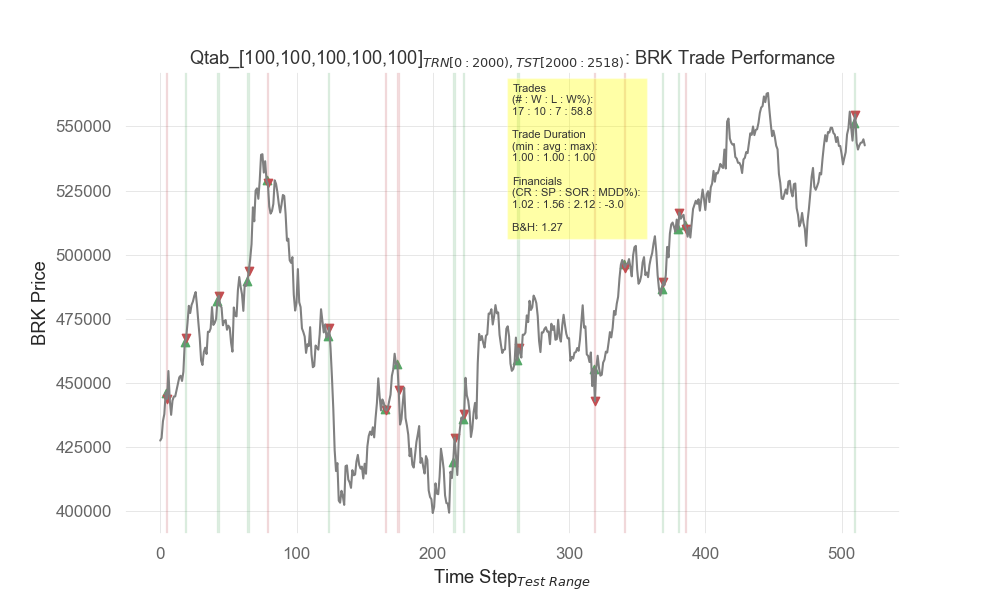 Qtab_[100,100,100,100,100]TRN[0:2000),TST[2000:2518): BRK Trade Performance
Trades
(# : W : L : W%):
17 : 10 : 7 : 58.8
Trade Duration
(min : avg : max):
1.00 : 1.00 : 1.00
Financials
(CR : SP : SOR : MDD%):
1.02 : 1.56 : 2.12 : -3.0
B&H: 1.27
550000
525000
500000
475000
450000
425000
400000
BRK Price
0 100 200 300 400 500
Time StepTest Range